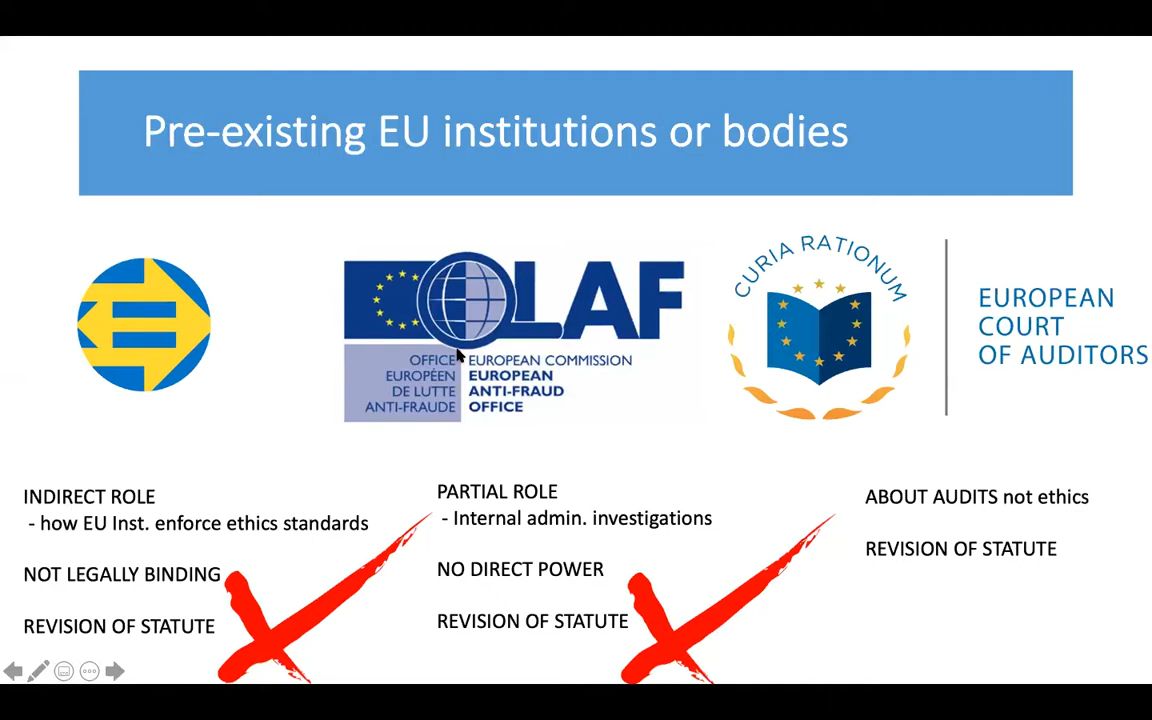 Pre-existing EU institutions or bodies
OLAF
OFFICE
EUROPÉEN
DE LUTTE
ANTI-FRAUDE
EUROPEAN COMMISSION
EUROPEAN
ANTI-FRAUD
OFFICE
CURIA RATIONUM
EUROPEAN
COURT
OF AUDITORS
INDIRECT ROLE
- how EU Inst. enforce ethics standards
NOT LEGALLY BINDING
REVISION OF STATUTE
PARTIAL ROLE
- Internal admin. investigations
NO DIRECT POWER
REVISION OF STATUTE
ABOUT AUDITS not ethics
REVISION OF STATUTE